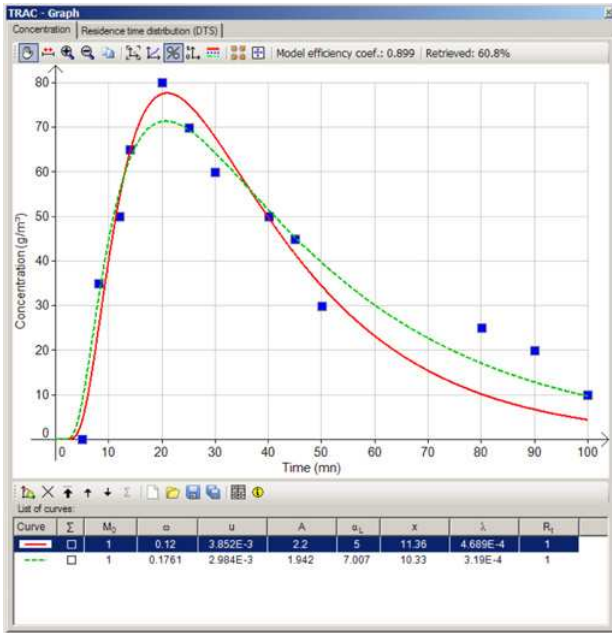 TRAC - Graph
Concentration Residence time distribution (DTS)
Model efficiency coef.: 0.899 Retrieved: 60.8%
80
70
60
50
40
30
20
10
0
Concentration (g/m³)
0 10 20 30 40 50 60 70 80 90 100
Time (mn)
List of curves:
Curve Σ M₀ ω u A αL x λ Rf
1 0.12 3.852E-3 2.2 5 11.36 4.689E-4 1
1 0.1761 2.984E-3 1.942 7.007 10.33 3.19E-4 1